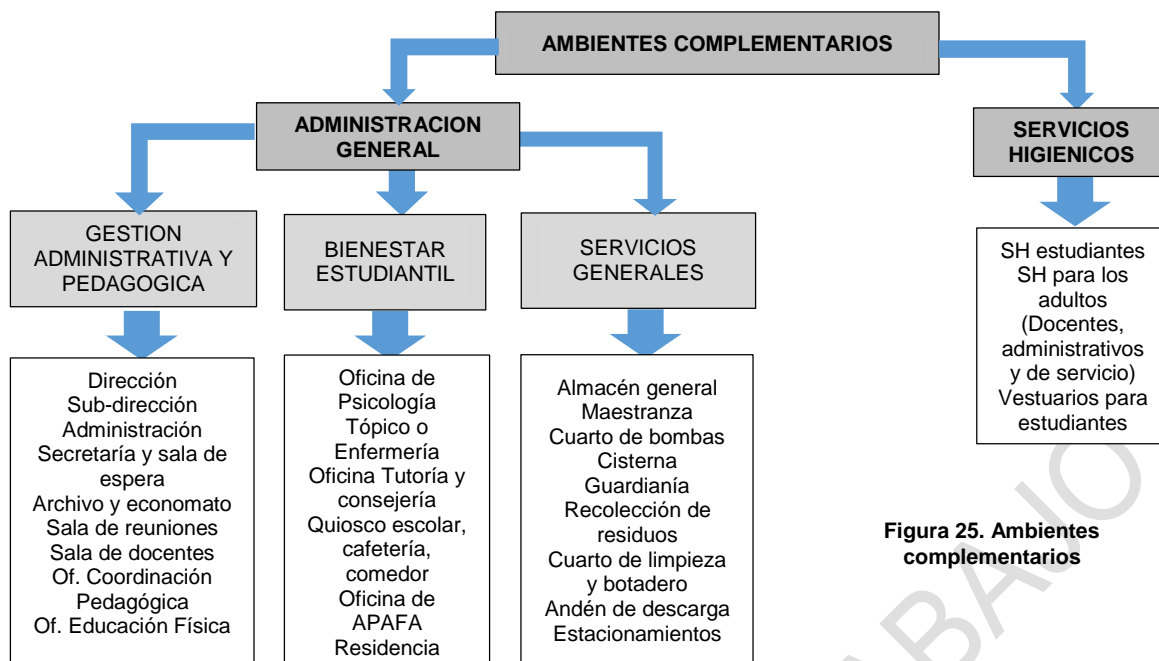 AMBIENTES COMPLEMENTARIOS
ADMINISTRACION
GENERAL
SERVICIOS
HIGIENICOS
GESTION
ADMINISTRATIVA Y
PEDAGOGICA
BIENESTAR
ESTUDIANTIL
SERVICIOS
GENERALES
Dirección
Sub-dirección
Administración
Secretaría y sala de
espera
Archivo y economato
Sala de reuniones
Sala de docentes
Of. Coordinación
Pedagógica
Of. Educación Física
Oficina de
Psicología
Tópico o
Enfermería
Oficina Tutoría y
consejería
Quiosco escolar,
cafetería,
comedor
Oficina de
APAFA
Residencia
Almacén general
Maestranza
Cuarto de bombas
Cisterna
Guardianía
Recolección de
residuos
Cuarto de limpieza
y botadero
Andén de descarga
Estacionamientos
SH estudiantes
SH para los
adultos
(Docentes,
administrativos
y de servicio)
Vestuarios para
estudiantes
Figura 25. Ambientes
complementarios
ABAJO